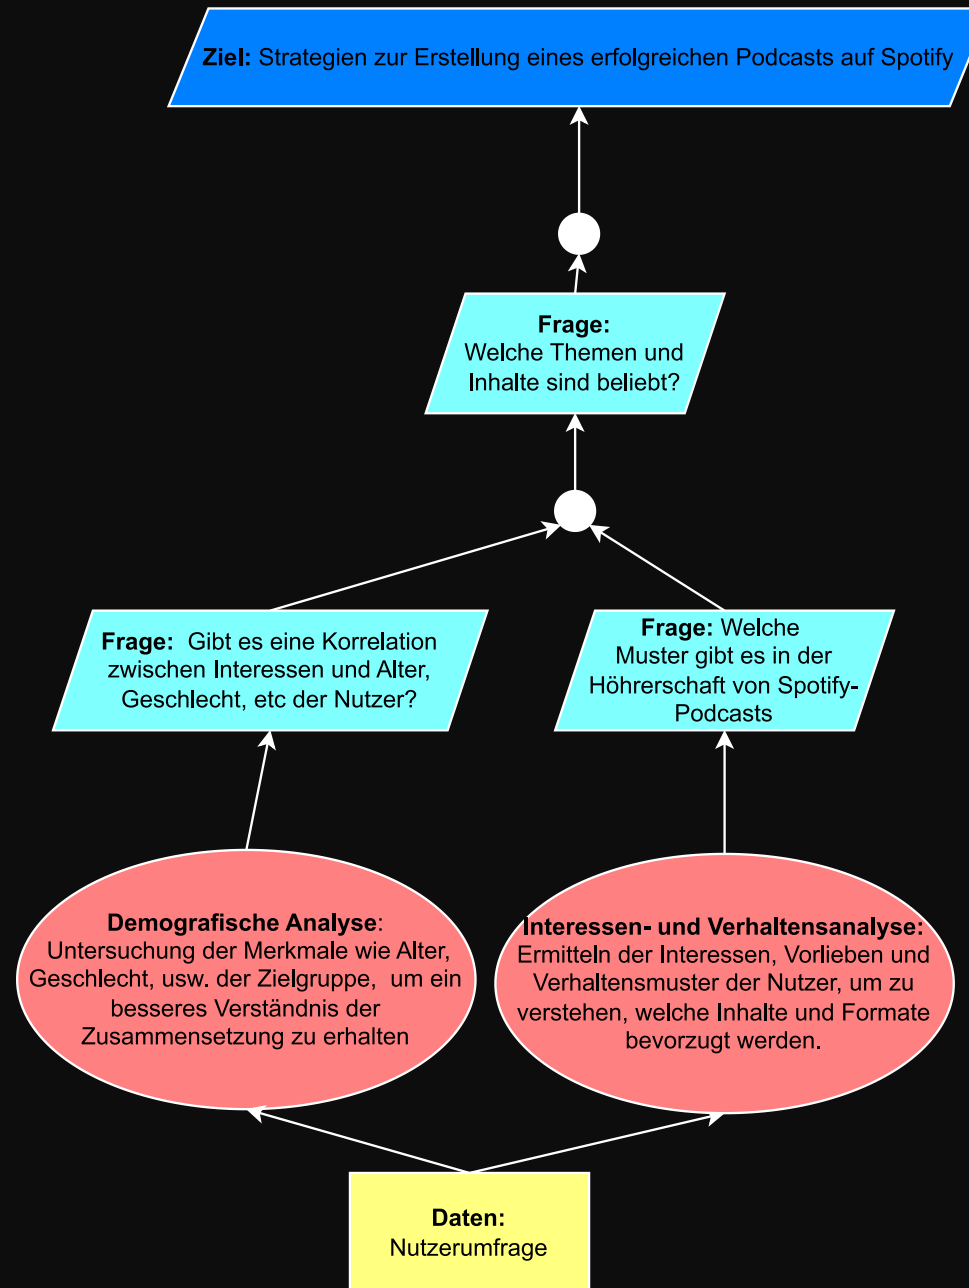 Ziel: Strategien zur Erstellung eines erfolgreichen Podcasts auf Spotify
Frage:
Welche Themen und
Inhalte sind beliebt?
Frage: Gibt es eine Korrelation
zwischen Interessen und Alter,
Geschlecht, etc der Nutzer?
Frage: Welche
Muster gibt es in der
Höhrerschaft von Spotify-
Podcasts
Demografische Analyse:
Untersuchung der Merkmale wie Alter,
Geschlecht, usw. der Zielgruppe, um ein
besseres Verständnis der
Zusammensetzung zu erhalten
Interessen- und Verhaltensanalyse:
Ermitteln der Interessen, Vorlieben und
Verhaltensmuster der Nutzer, um zu
verstehen, welche Inhalte und Formate
bevorzugt werden.
Daten:
Nutzerumfrage